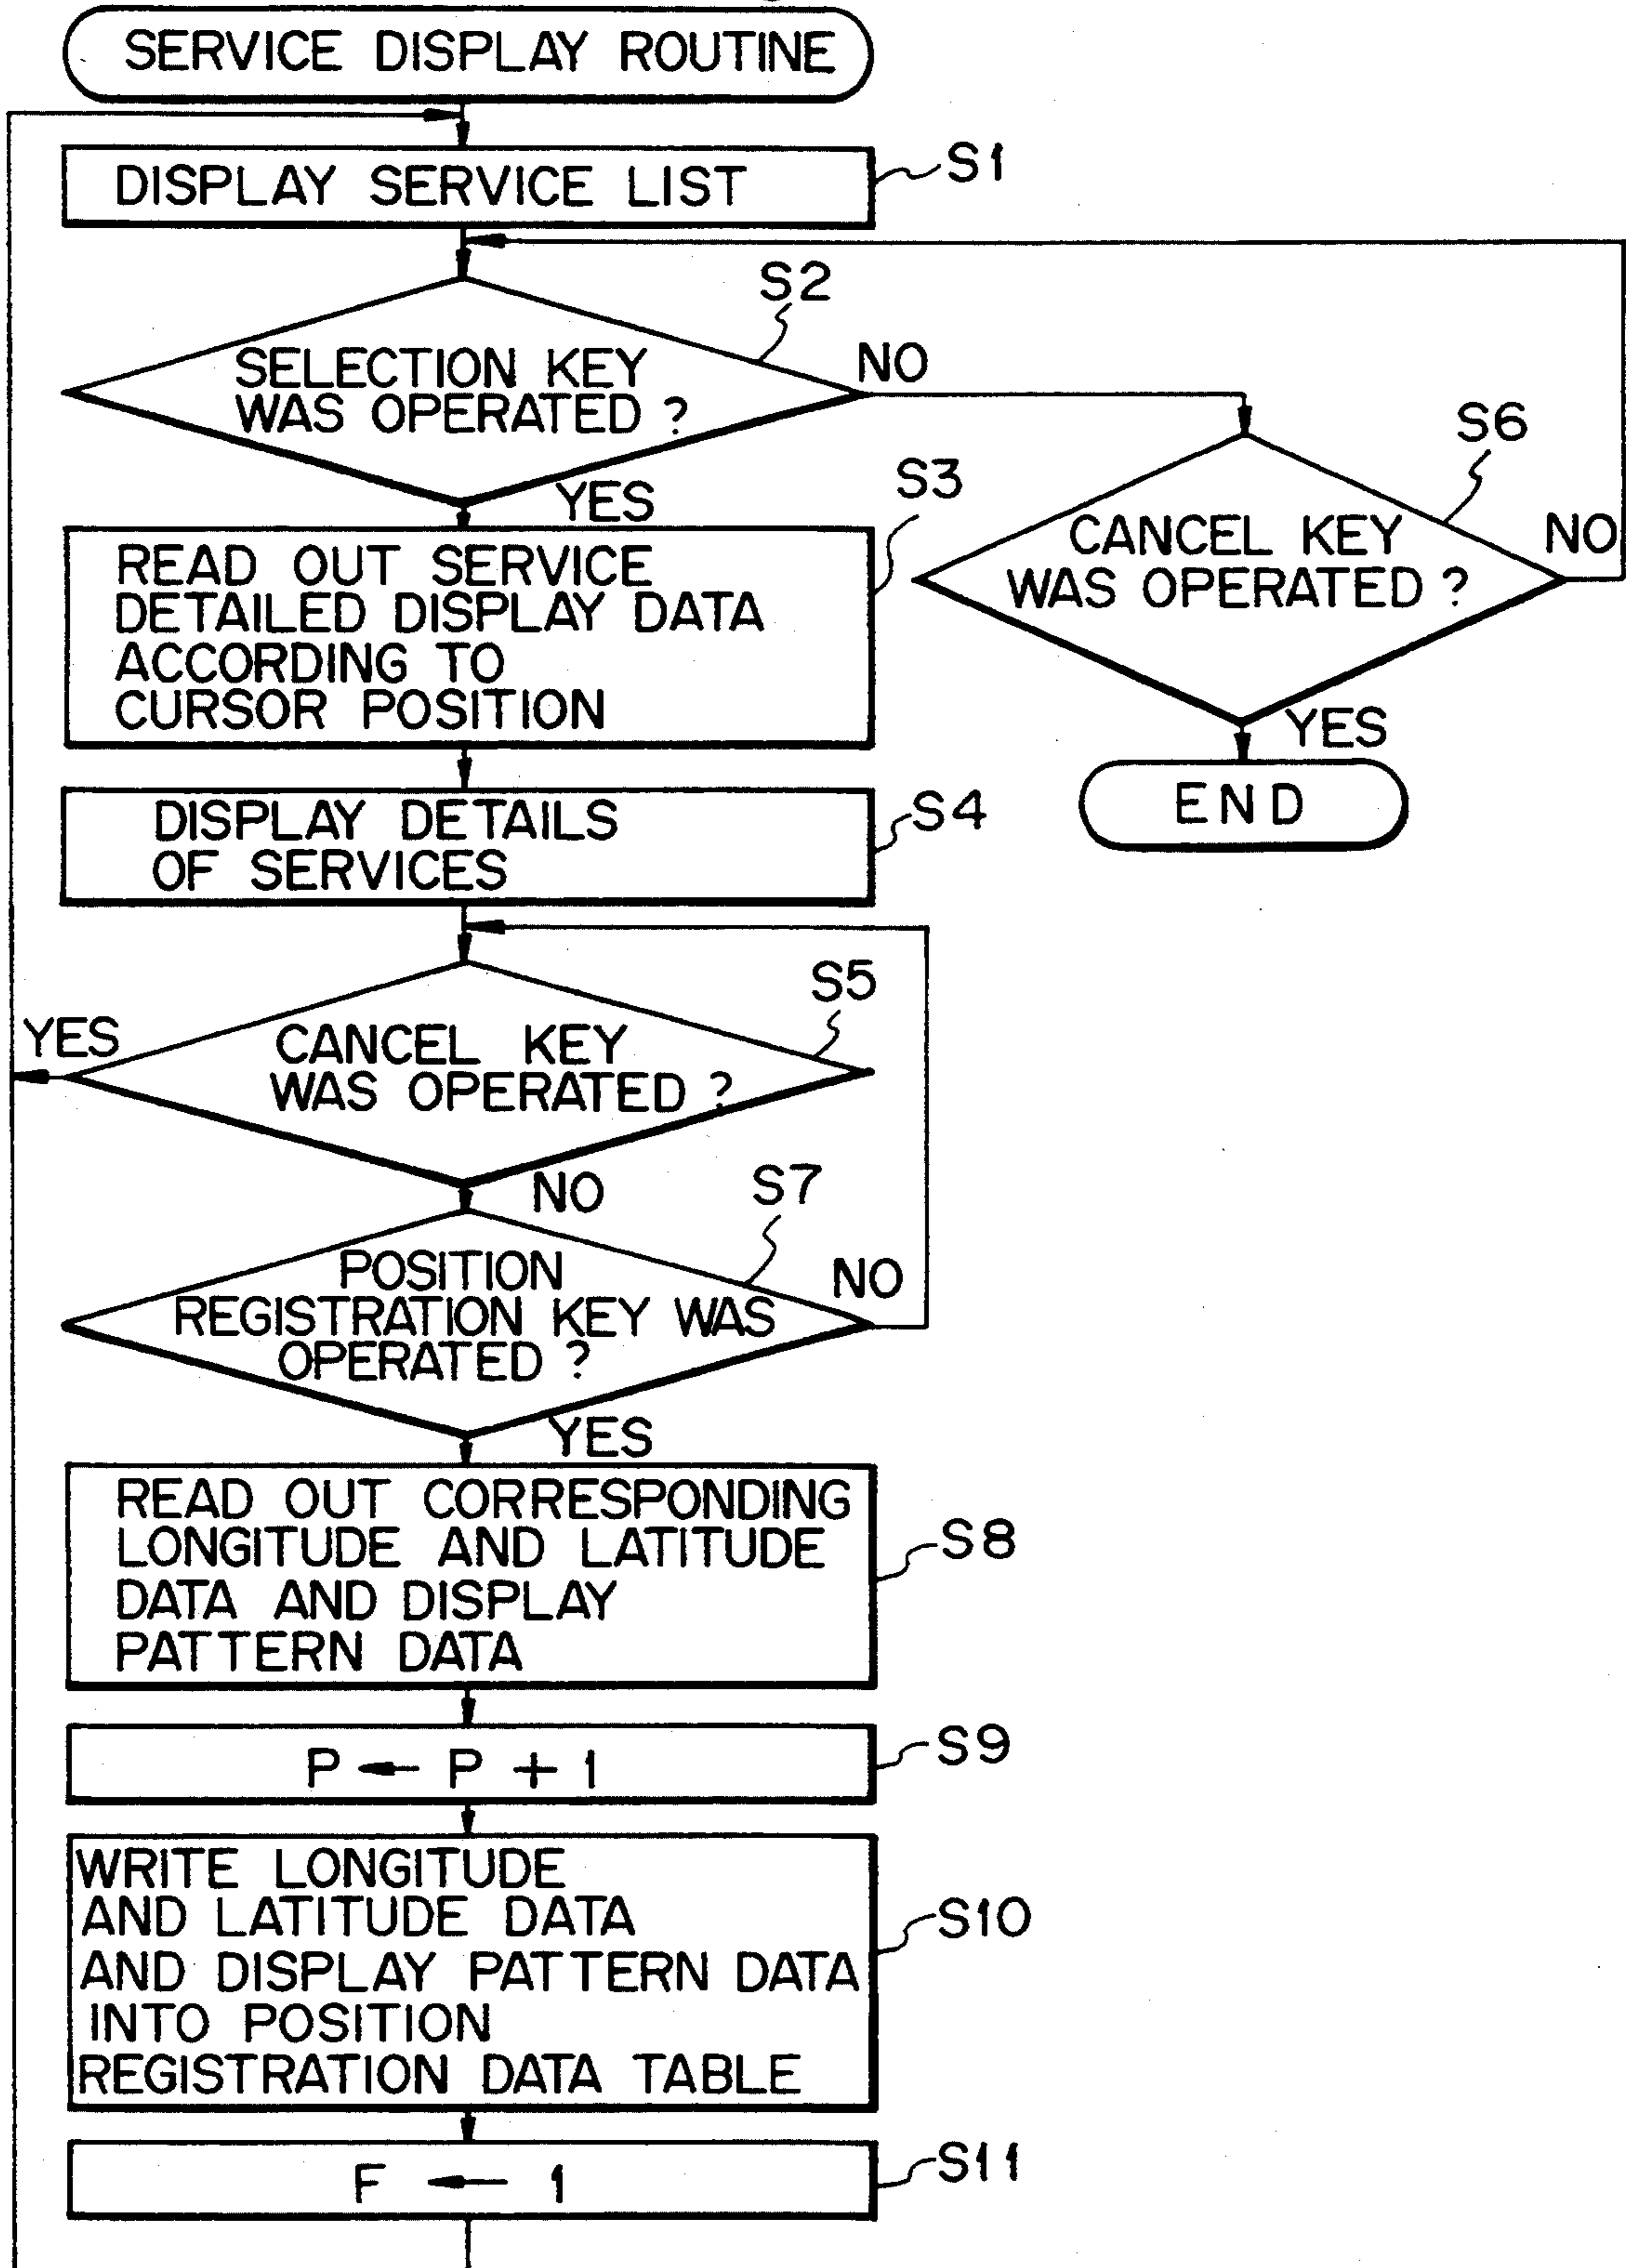 SERVICE DISPLAY ROUTINE
DISPLAY SERVICE LIST
S1
S2
SELECTION KEY
WAS OPERATED ?
NO
YES
S6
CANCEL KEY
WAS OPERATED ?
NO
YES
END
S3
READ OUT SERVICE
DETAILED DISPLAY DATA
ACCORDING TO
CURSOR POSITION
DISPLAY DETAILS
OF SERVICES
S4
S5
YES
CANCEL KEY
WAS OPERATED ?
NO
S7
POSITION
REGISTRATION KEY WAS
OPERATED ?
NO
YES
READ OUT CORRESPONDING
LONGITUDE AND LATITUDE
DATA AND DISPLAY
PATTERN DATA
S8
P ← P + 1
S9
WRITE LONGITUDE
AND LATITUDE DATA
AND DISPLAY PATTERN DATA
INTO POSITION
REGISTRATION DATA TABLE
S10
F ← 1
S11